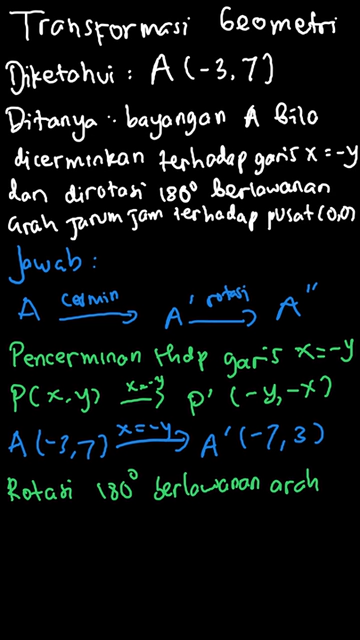 Transformasi Geometri
Diketahui : A (-3,7)
Ditanya : bayangan A bila
dicerminkan terhadap garis x=-y
dan dirotasi 180° berlawanan
arah jarum jam terhadap pusat (0,0)
Jawab :
A cermin → A' rotasi → A"
Pencerminan thdp garis x=-y
P(x,y) x=-y → P' (-y,-x)
A(-3,7) x=-y → A' (-7,3)
Rotasi 180° berlawanan arah